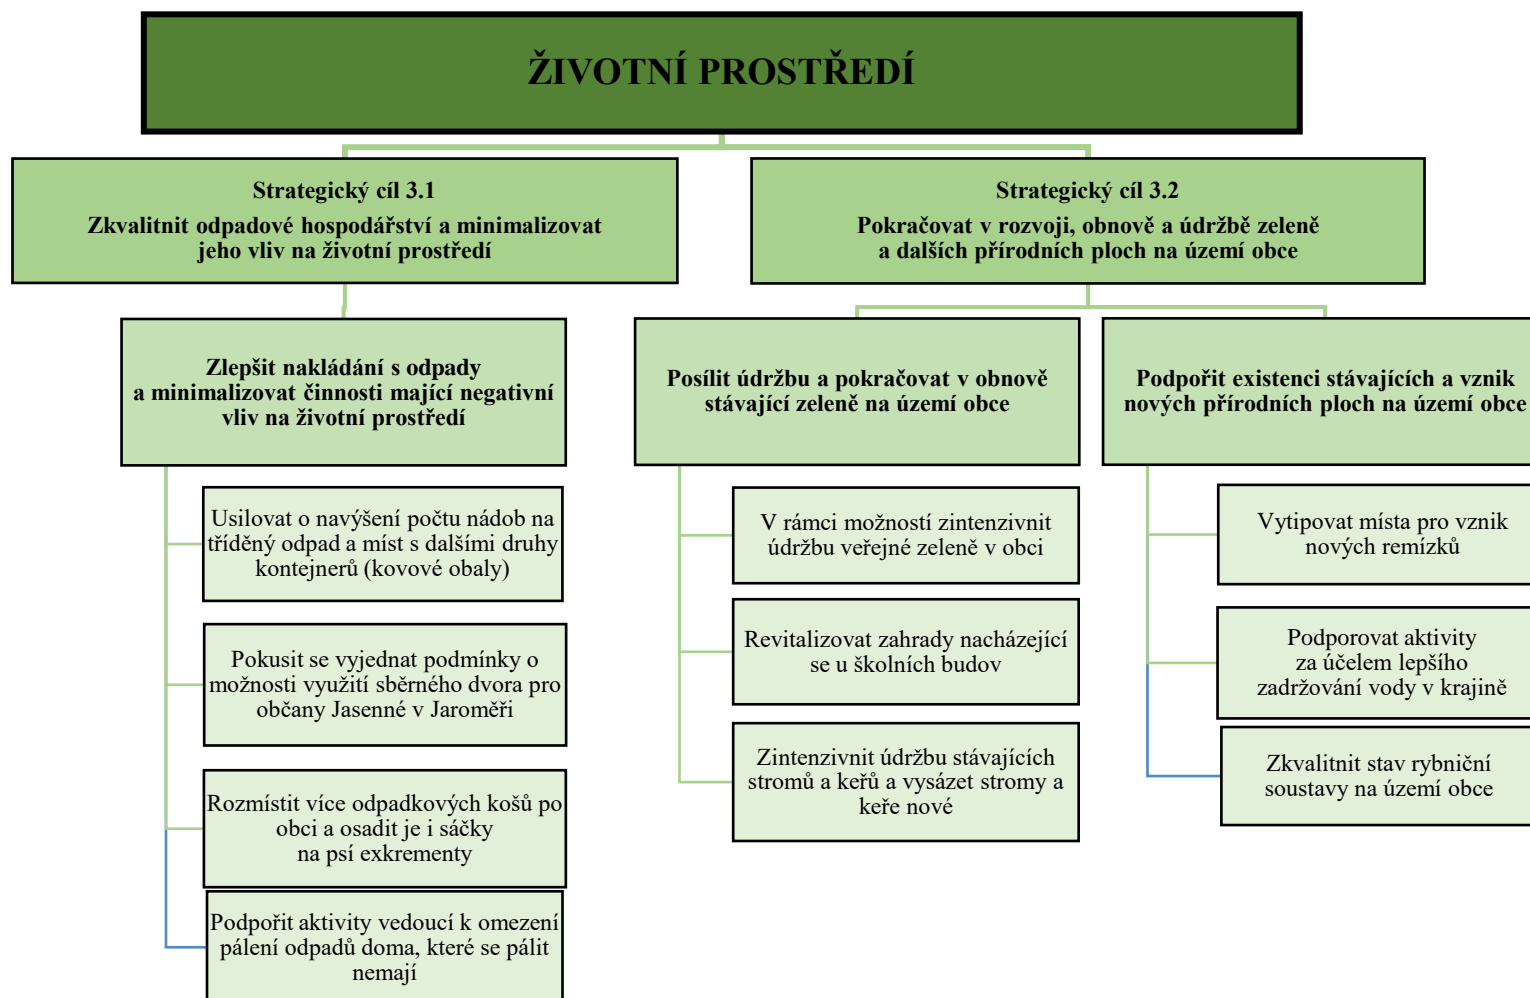 ŽIVOTNÍ PROSTŘEDÍ
Strategický cíl 3.1
Zkvalitnit odpadové hospodářství a minimalizovat
jeho vliv na životní prostředí
Strategický cíl 3.2
Pokračovat v rozvoji, obnově a údržbě zeleně
a dalších přírodních ploch na území obce
Zlepšit nakládání s odpady
a minimalizovat činnosti mající negativní
vliv na životní prostředí
Usilovat o navýšení počtu nádob na
tříděný odpad a míst s dalšími druhy
kontejnerů (kovové obaly)
Pokusit se vyjednat podmínky o
možnosti využití sběrného dvora pro
občany Jasenné v Jaroměři
Rozmístit více odpadkových košů po
obci a osadit je i sáčky
na psí exkrementy
Podpořit aktivity vedoucí k omezení
pálení odpadů doma, které se pálit
nemají
Posílit údržbu a pokračovat v obnově
stávající zeleně na území obce
V rámci možností zintenzivnit
údržbu veřejné zeleně v obci
Revitalizovat zahrady nacházející
se u školních budov
Zintenzivnit údržbu stávajících
stromů a keřů a vysázet stromy a
keře nové
Podpořit existenci stávajících a vznik
nových přírodních ploch na území obce
Vytipovat místa pro vznik
nových remízků
Podporovat aktivity
za účelem lepšího
zadržování vody v krajině
Zkvalitnit stav rybniční
soustavy na území obce